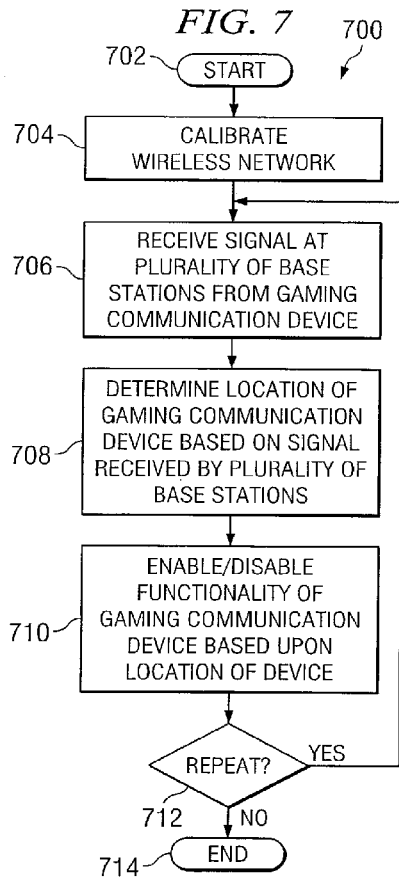 FIG. 7
700
702
START
704
CALIBRATE
WIRELESS NETWORK
706
RECEIVE SIGNAL AT
PLURALITY OF BASE
STATIONS FROM GAMING
COMMUNICATION DEVICE
708
DETERMINE LOCATION OF
GAMING COMMUNICATION
DEVICE BASED ON SIGNAL
RECEIVED BY PLURALITY OF
BASE STATIONS
710
ENABLE/DISABLE
FUNCTIONALITY OF
GAMING COMMUNICATION
DEVICE BASED UPON
LOCATION OF DEVICE
REPEAT?
YES
712
NO
714
END